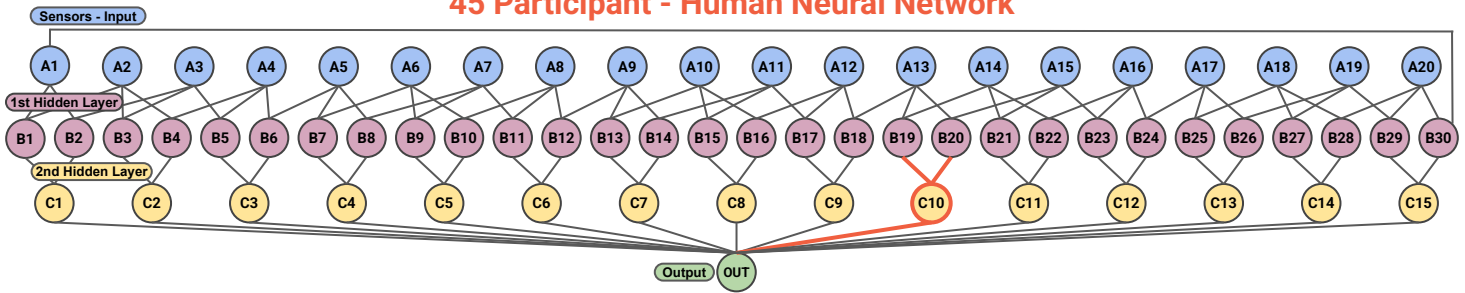 45 Participant - Human Neural Network
Sensors - Input
A1 A2 A3 A4 A5 A6 A7 A8 A9 A10 A11 A12 A13 A14 A15 A16 A17 A18 A19 A20
1st Hidden Layer
B1 B2 B3 B4 B5 B6 B7 B8 B9 B10 B11 B12 B13 B14 B15 B16 B17 B18 B19 B20 B21 B22 B23 B24 B25 B26 B27 B28 B29 B30
2nd Hidden Layer
C1 C2 C3 C4 C5 C6 C7 C8 C9 C10 C11 C12 C13 C14 C15
Output OUT